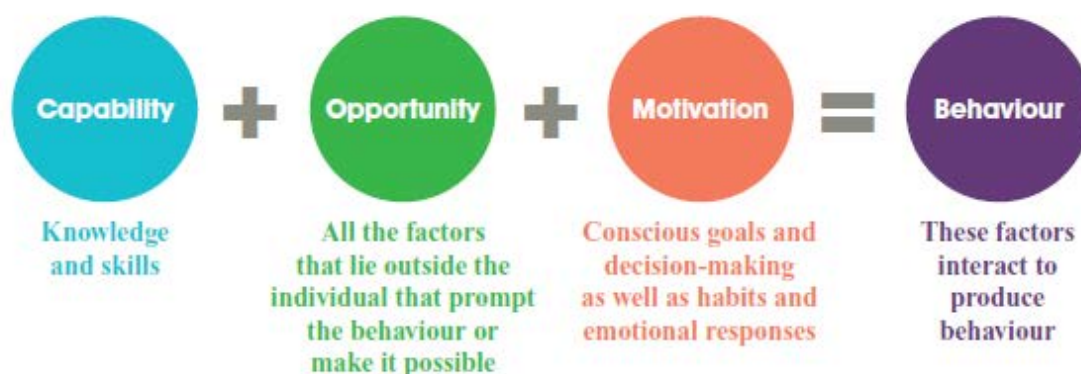 Capability + Opportunity + Motivation = Behaviour
Knowledge
and skills
All the factors
that lie outside the
individual that prompt
the behaviour or
make it possible
Conscious goals and
decision-making
as well as habits and
emotional responses
These factors
interact to
produce
behaviour